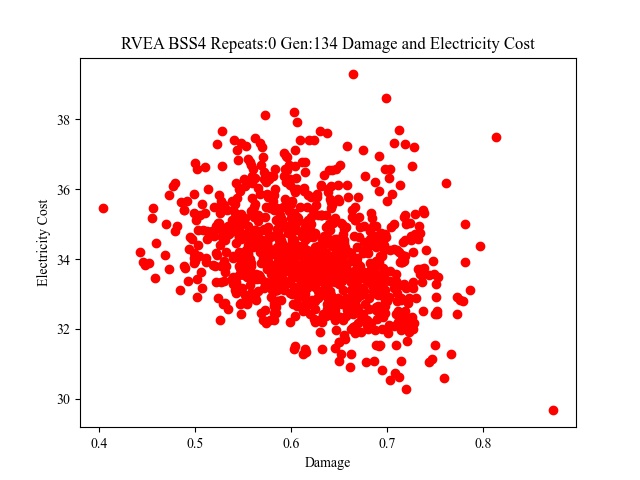 RVEA BSS4 Repeats:0 Gen:134 Damage and Electricity Cost
Electricity Cost
38
36
34
32
30
0.4 0.5 0.6 0.7 0.8
Damage